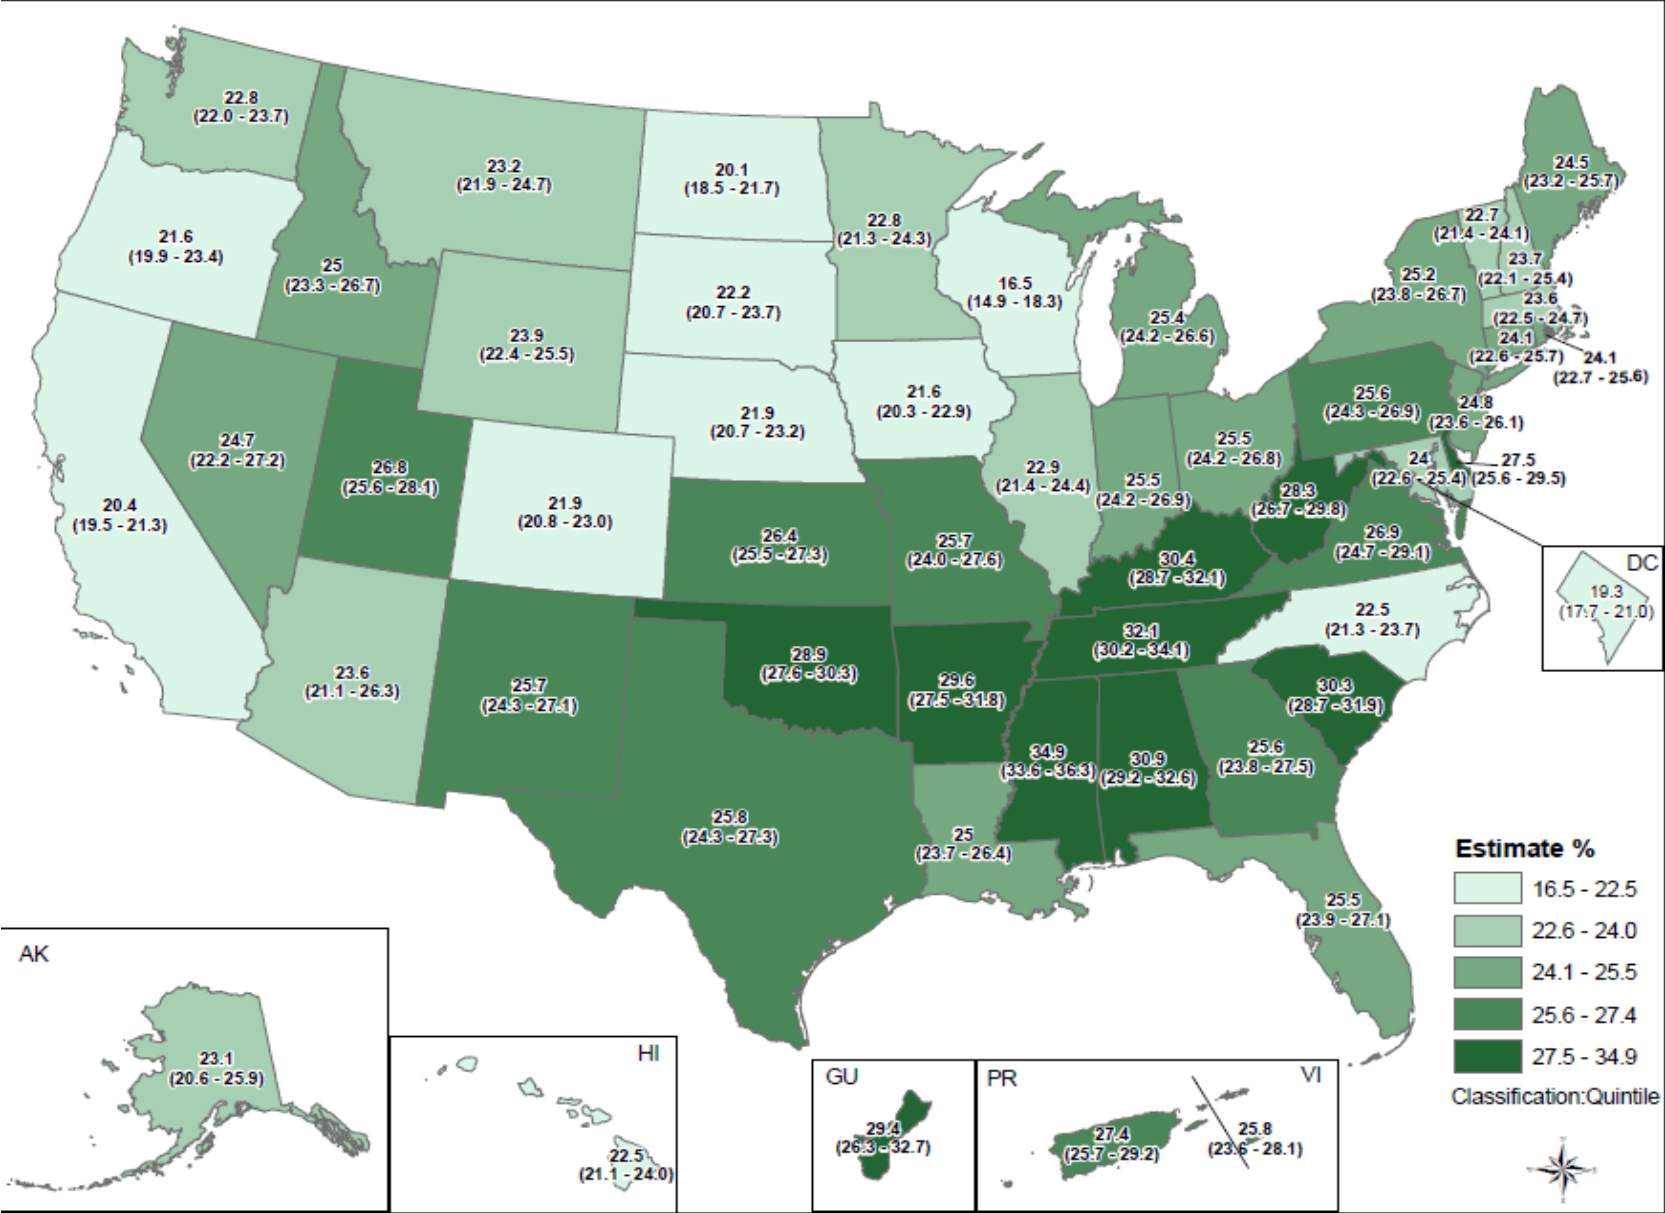 22.8
(22.0 - 23.7)
23.2
(21.9 - 24.7)
20.1
(18.5 - 21.7)
22.8
(21.3 - 24.3)
24.5
(23.2 - 25.7)
22.7
(21.4 - 24.1)
21.6
(19.9 - 23.4)
25
(23.3 - 26.7)
22.2
(20.7 - 23.7)
16.5
(14.9 - 18.3)
25.2
(23.8 - 26.7)
23.7
(22.1 - 25.4)
23.6
(22.5 - 24.7)
24.1
(22.6 - 25.7)
24.1
(22.7 - 25.6)
23.9
(22.4 - 25.5)
25.4
(24.2 - 26.6)
21.9
(20.7 - 23.2)
21.6
(20.3 - 22.9)
25.6
(24.3 - 26.9)
24.8
(23.6 - 26.1)
24.7
(22.2 - 27.2)
26.8
(25.6 - 28.1)
22.9
(21.4 - 24.4)
25.5
(24.2 - 26.9)
25.5
(24.2 - 26.8)
24
(22.6 - 25.4)
27.5
(25.6 - 29.5)
20.4
(19.5 - 21.3)
21.9
(20.8 - 23.0)
28.3
(26.7 - 29.8)
26.4
(25.5 - 27.3)
25.7
(24.0 - 27.6)
30.4
(28.7 - 32.1)
26.9
(24.7 - 29.1)
DC
19.3
(17.7 - 21.0)
22.5
(21.3 - 23.7)
32.1
(30.2 - 34.1)
23.6
(21.1 - 26.3)
25.7
(24.3 - 27.1)
28.9
(27.6 - 30.3)
29.6
(27.5 - 31.8)
30.3
(28.7 - 31.9)
34.9
(33.6 - 36.3)
30.9
(29.2 - 32.6)
25.6
(23.8 - 27.5)
25.8
(24.3 - 27.3)
25
(23.7 - 26.4)
25.5
(23.9 - 27.1)
Estimate %
16.5 - 22.5
22.6 - 24.0
24.1 - 25.5
25.6 - 27.4
27.5 - 34.9
Classification:Quintile
AK
23.1
(20.6 - 25.9)
HI
22.5
(21.1 - 24.0)
GU
29.4
(26.3 - 32.7)
PR
27.4
(25.7 - 29.2)
VI
25.8
(23.6 - 28.1)